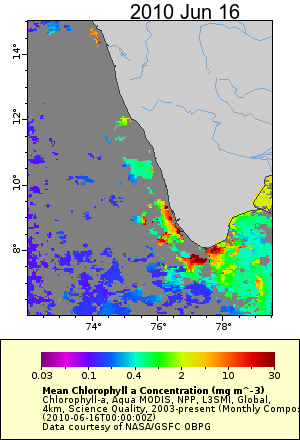 2010 Jun 16
14°
12°
10°
8°
74° 76° 78°
0.03 0.1 0.4 2 10 30
Mean Chlorophyll a Concentration (mg m^-3)
Chlorophyll-a, Aqua MODIS, NPP, L3SMI, Global,
4km, Science Quality, 2003-present (Monthly Compos
(2010-06-16T00:00:00Z)
Data courtesy of NASA/GSFC OBPG